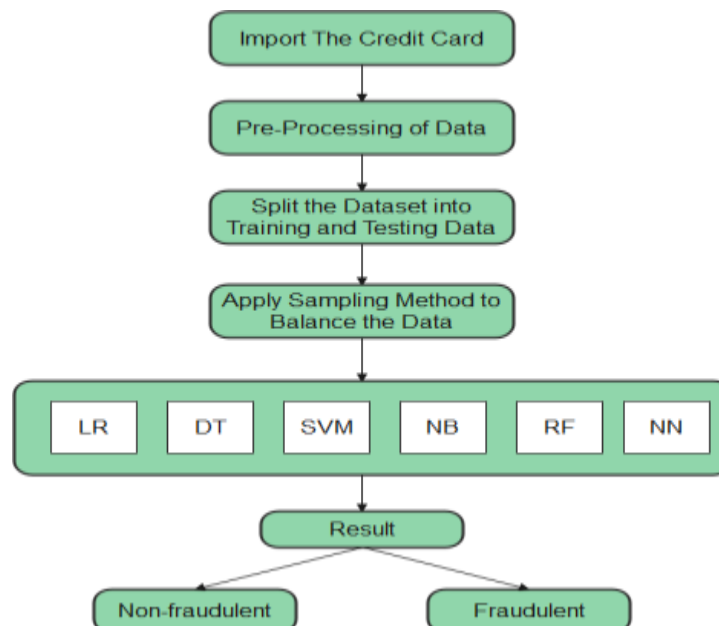 Import The Credit Card
Pre-Processing of Data
Split the Dataset into
Training and Testing Data
Apply Sampling Method to
Balance the Data
LR DT SVM NB RF NN
Result
Non-fraudulent Fraudulent